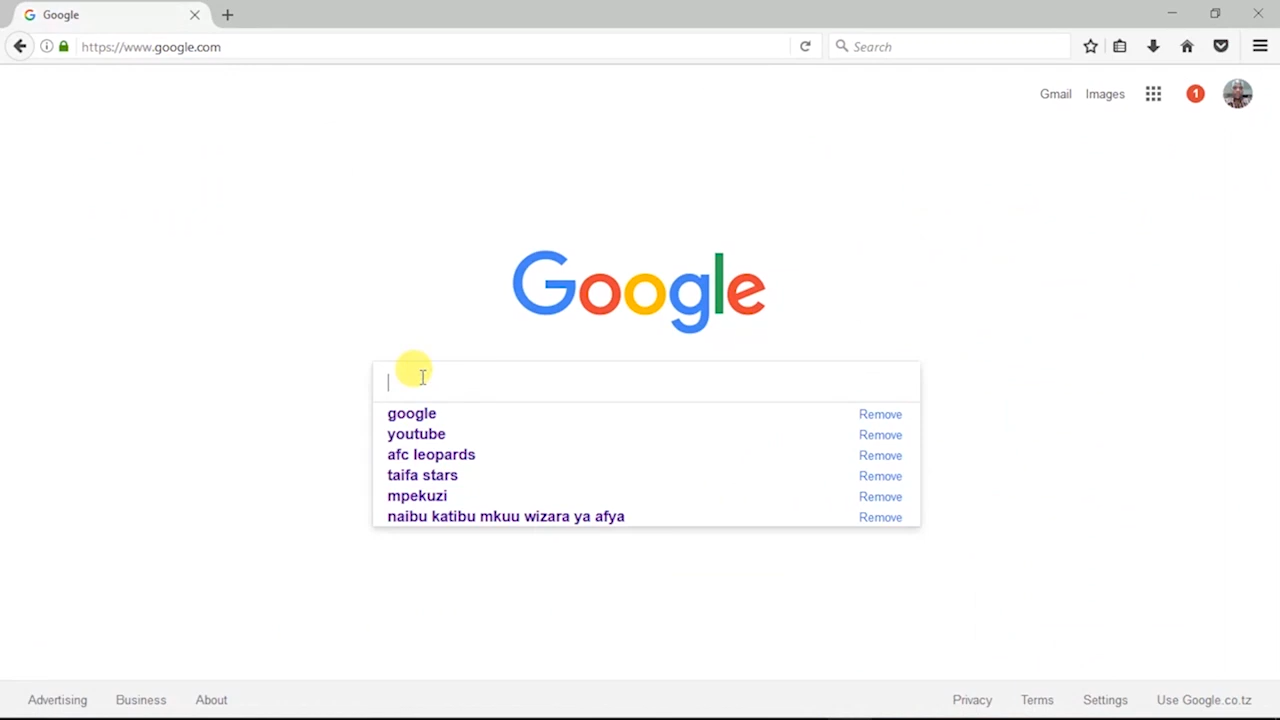 Google
https://www.google.com
Search
Gmail Images 1
Google
google Remove
youtube Remove
afc leopards Remove
taifa stars Remove
mpekuzi Remove
naibu katibu mkuu wizara ya afya Remove
Advertising Business About Privacy Terms Settings Use Google.co.tz